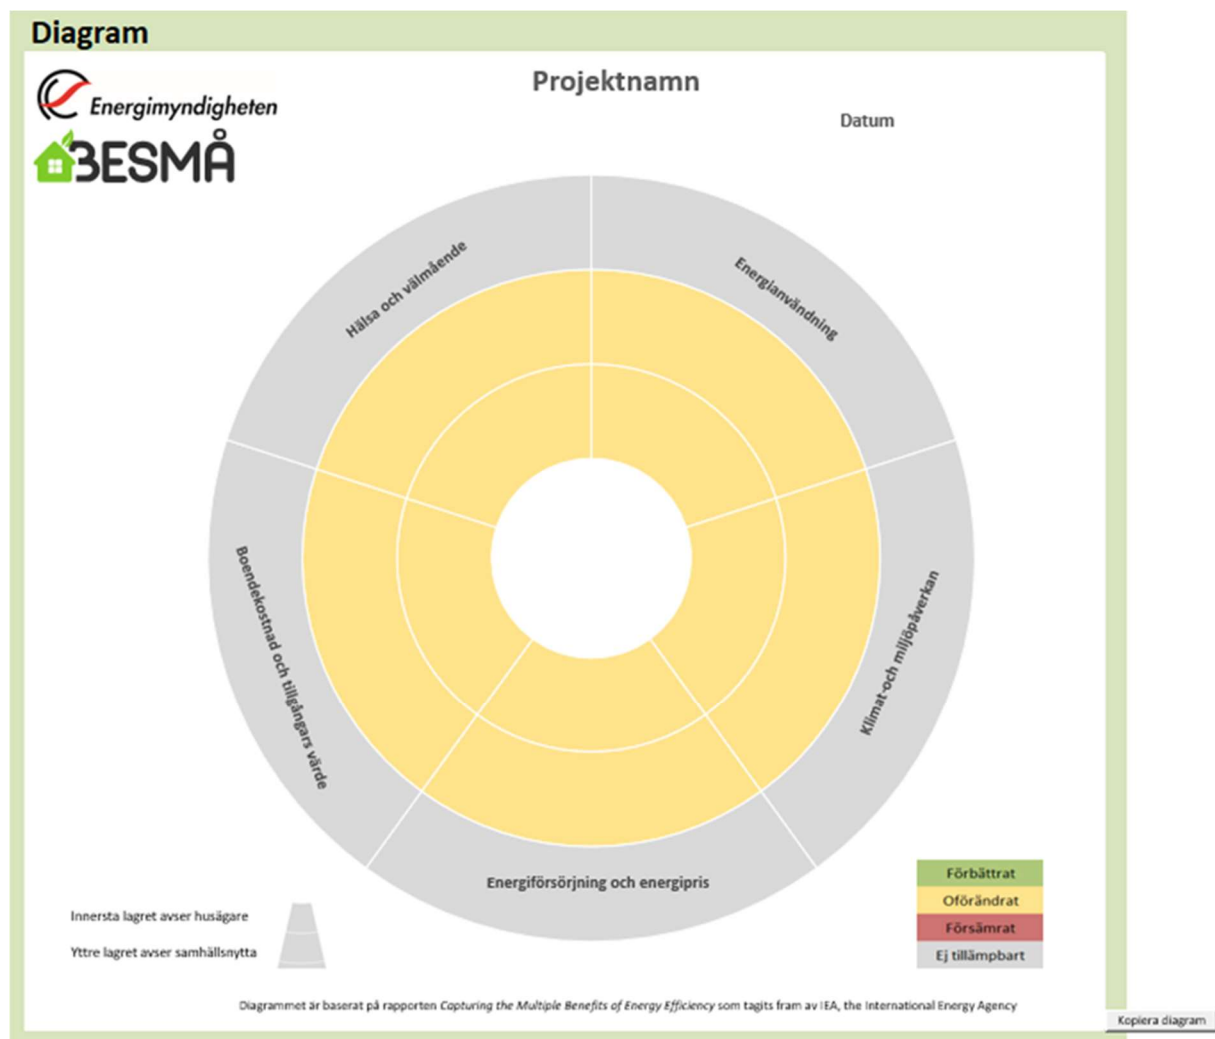 Diagram
Energimyndigheten
BESMÅ
Projektnamn
Datum
Hälsa och välmående
Energianvändning
Boendekostnad och tillgångars värde
Klimat-och miljöpåverkan
Energiförsörjning och energipris
Innersta lagret avser husägare
Yttre lagret avser samhällsnytta
Förbättrat
Oförändrat
Försämrat
Ej tillämpbart
Diagrammet är baserat på rapporten Capturing the Multiple Benefits of Energy Efficiency som tagits fram av IEA, the International Energy Agency
Kopiera diagram